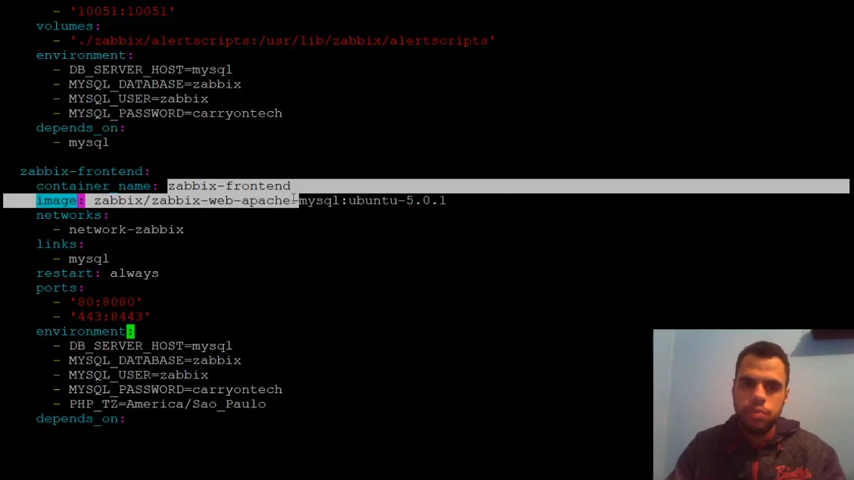 - '10051:10051'
volumes:
- './zabbix/alertscripts:/usr/lib/zabbix/alertscripts'
environment:
- DB_SERVER_HOST=mysql
- MYSQL_DATABASE=zabbix
- MYSQL_USER=zabbix
- MYSQL_PASSWORD=carryontech
depends_on:
- mysql
zabbix-frontend:
container_name: zabbix-frontend
image: zabbix/zabbix-web-apache-mysql:ubuntu-5.0.1
networks:
- network-zabbix
links:
- mysql
restart: always
ports:
- '80:8080'
- '443:8443'
environment:
- DB_SERVER_HOST=mysql
- MYSQL_DATABASE=zabbix
- MYSQL_USER=zabbix
- MYSQL_PASSWORD=carryontech
- PHP_TZ=America/Sao_Paulo
depends_on: